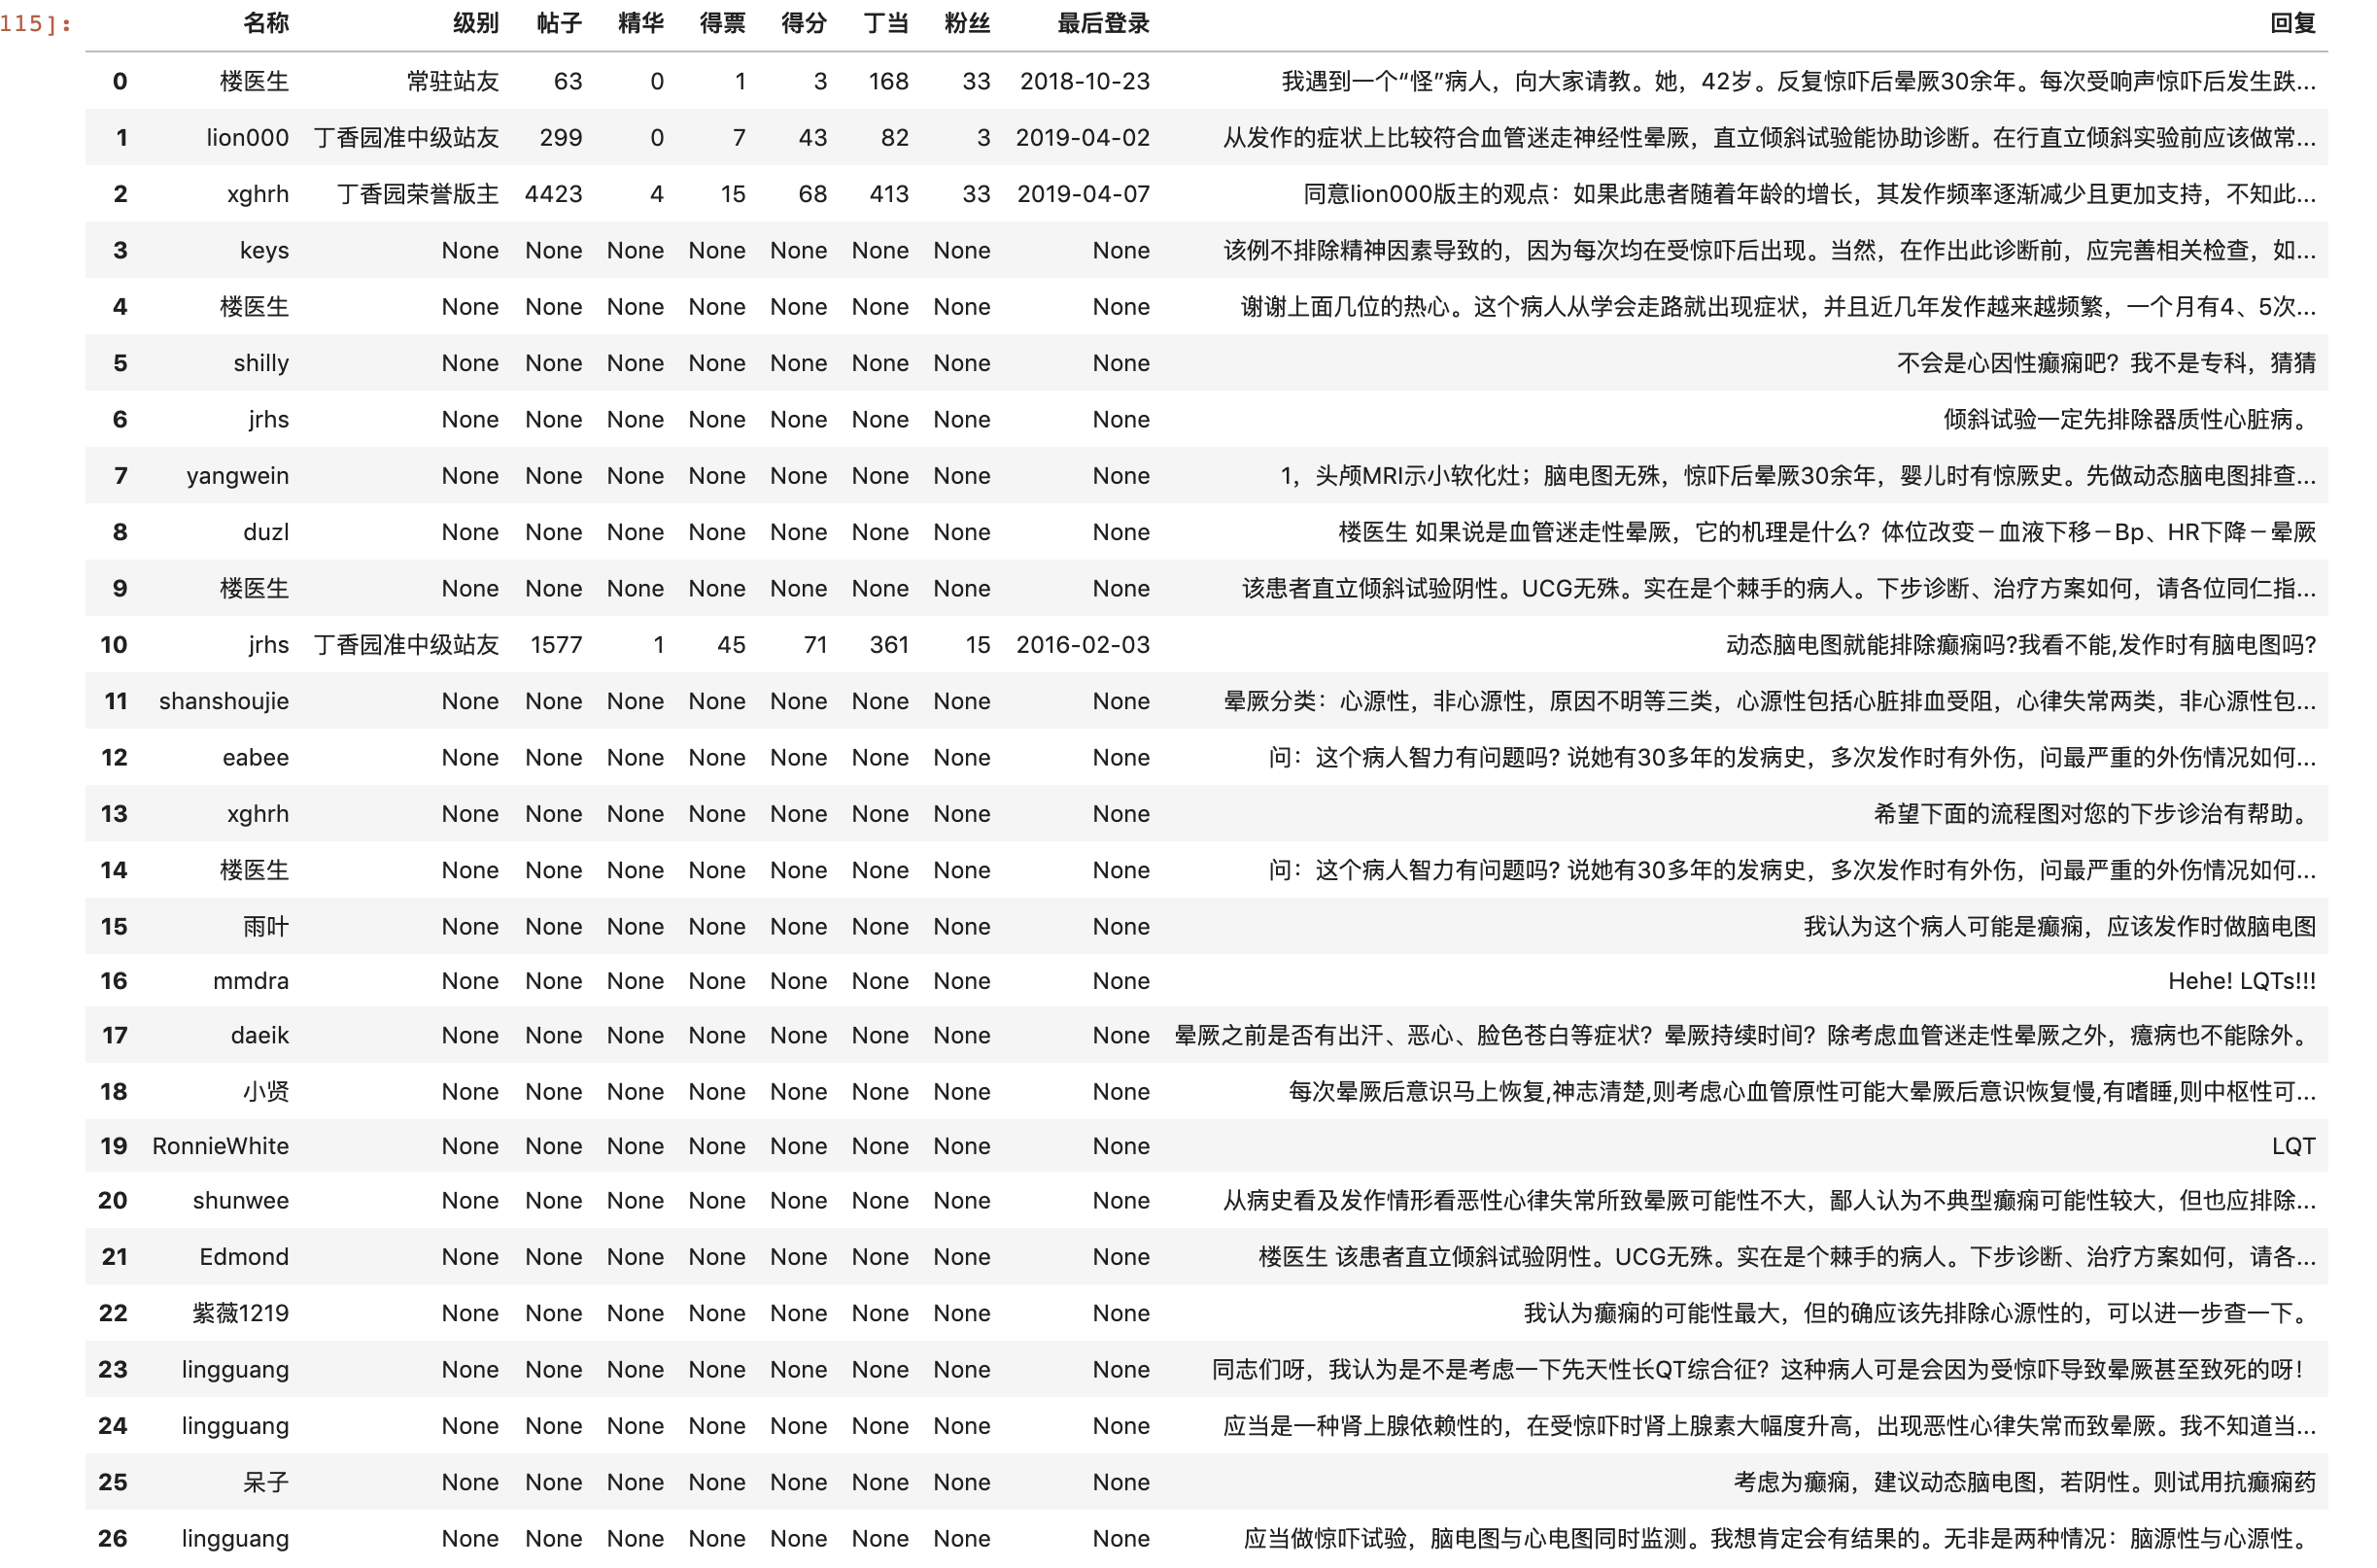 115]:
名称 级别 帖子 精华 得票 得分 丁当 粉丝 最后登录 回复
0 楼医生 常驻站友 63 0 1 3 168 33 2018-10-23 我遇到一个“怪”病人，向大家请教。她，42岁。反复惊吓后晕厥30余年。每次受响声惊吓后发生跌...
1 lion000 丁香园准中级站友 299 0 7 43 82 3 2019-04-02 从发作的症状上比较符合血管迷走神经性晕厥，直立倾斜试验能协助诊断。在行直立倾斜实验前应该做常...
2 xghrh 丁香园荣誉版主 4423 4 15 68 413 33 2019-04-07 同意lion000版主的观点：如果此患者随着年龄的增长，其发作频率逐渐减少且更加支持，不知此...
3 keys None None None None None None None None 该例不排除精神因素导致的，因为每次均在受惊吓后出现。当然，在作出此诊断前，应完善相关检查，如...
4 楼医生 None None None None None None None None 谢谢上面几位的热心。这个病人从学会走路就出现症状，并且近几年发作越来越频繁，一个月有4、5次...
5 shilly None None None None None None None None 不会是心因性癫痫吧？我不是专科，猜猜
6 jrhs None None None None None None None None 倾斜试验一定先排除器质性心脏病。
7 yangwein None None None None None None None None 1，头颅MRI示小软化灶；脑电图无殊，惊吓后晕厥30余年，婴儿时有惊厥史。先做动态脑电图排查...
8 duzl None None None None None None None None 楼医生 如果说是血管迷走性晕厥，它的机理是什么？体位改变－血液下移－Bp、HR下降－晕厥
9 楼医生 None None None None None None None None 该患者直立倾斜试验阴性。UCG无殊。实在是个棘手的病人。下步诊断、治疗方案如何，请各位同仁指...
10 jrhs 丁香园准中级站友 1577 1 45 71 361 15 2016-02-03 动态脑电图就能排除癫痫吗?我看不能,发作时有脑电图吗?
11 shanshoujie None None None None None None None None 晕厥分类：心源性，非心源性，原因不明等三类，心源性包括心脏排血受阻，心律失常两类，非心源性包...
12 eabee None None None None None None None None 问：这个病人智力有问题吗? 说她有30多年的发病史，多次发作时有外伤，问最严重的外伤情况如何...
13 xghrh None None None None None None None None 希望下面的流程图对您的下步诊治有帮助。
14 楼医生 None None None None None None None None 问：这个病人智力有问题吗? 说她有30多年的发病史，多次发作时有外伤，问最严重的外伤情况如何...
15 雨叶 None None None None None None None None 我认为这个病人可能是癫痫，应该发作时做脑电图
16 mmdra None None None None None None None None Hehe! LQTs!!!
17 daeik None None None None None None None None 晕厥之前是否有出汗、恶心、脸色苍白等症状？晕厥持续时间？除考虑血管迷走性晕厥之外，癔病也不能除外。
18 小贤 None None None None None None None None 每次晕厥后意识马上恢复,神志清楚,则考虑心血管原性可能大晕厥后意识恢复慢,有嗜睡,则中枢性可...
19 RonnieWhite None None None None None None None None LQT
20 shunwee None None None None None None None None 从病史看及发作情形看恶性心律失常所致晕厥可能性不大，鄙人认为不典型癫痫可能性较大，但也应排除...
21 Edmond None None None None None None None None 楼医生 该患者直立倾斜试验阴性。UCG无殊。实在是个棘手的病人。下步诊断、治疗方案如何，请各...
22 紫薇1219 None None None None None None None None 我认为癫痫的可能性最大，但的确应该先排除心源性的，可以进一步查一下。
23 lingguang None None None None None None None None 同志们呀，我认为是不是考虑一下先天性长QT综合征？这种病人可是会因为受惊吓导致晕厥甚至致死的呀！
24 lingguang None None None None None None None None 应当是一种肾上腺依赖性的，在受惊吓时肾上腺素大幅度升高，出现恶性心律失常而致晕厥。我不知道当...
25 呆子 None None None None None None None None 考虑为癫痫，建议动态脑电图，若阴性。则试用抗癫痫药
26 lingguang None None None None None None None None 应当做惊吓试验，脑电图与心电图同时监测。我想肯定会有结果的。无非是两种情况：脑源性与心源性。